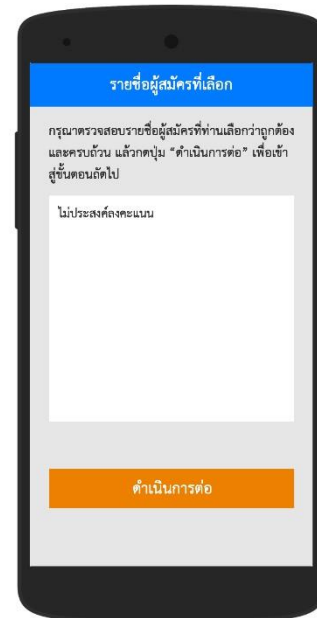 รายชื่อผู้สมัครที่เลือก
กรุณาตรวจสอบรายชื่อผู้สมัครที่ท่านเลือกว่าถูกต้อง
และครบถ้วน แล้วกดปุ่ม “ดำเนินการต่อ” เพื่อเข้า
สู่ขั้นตอนถัดไป
ไม่ประสงค์ลงคะแนน
ดำเนินการต่อ